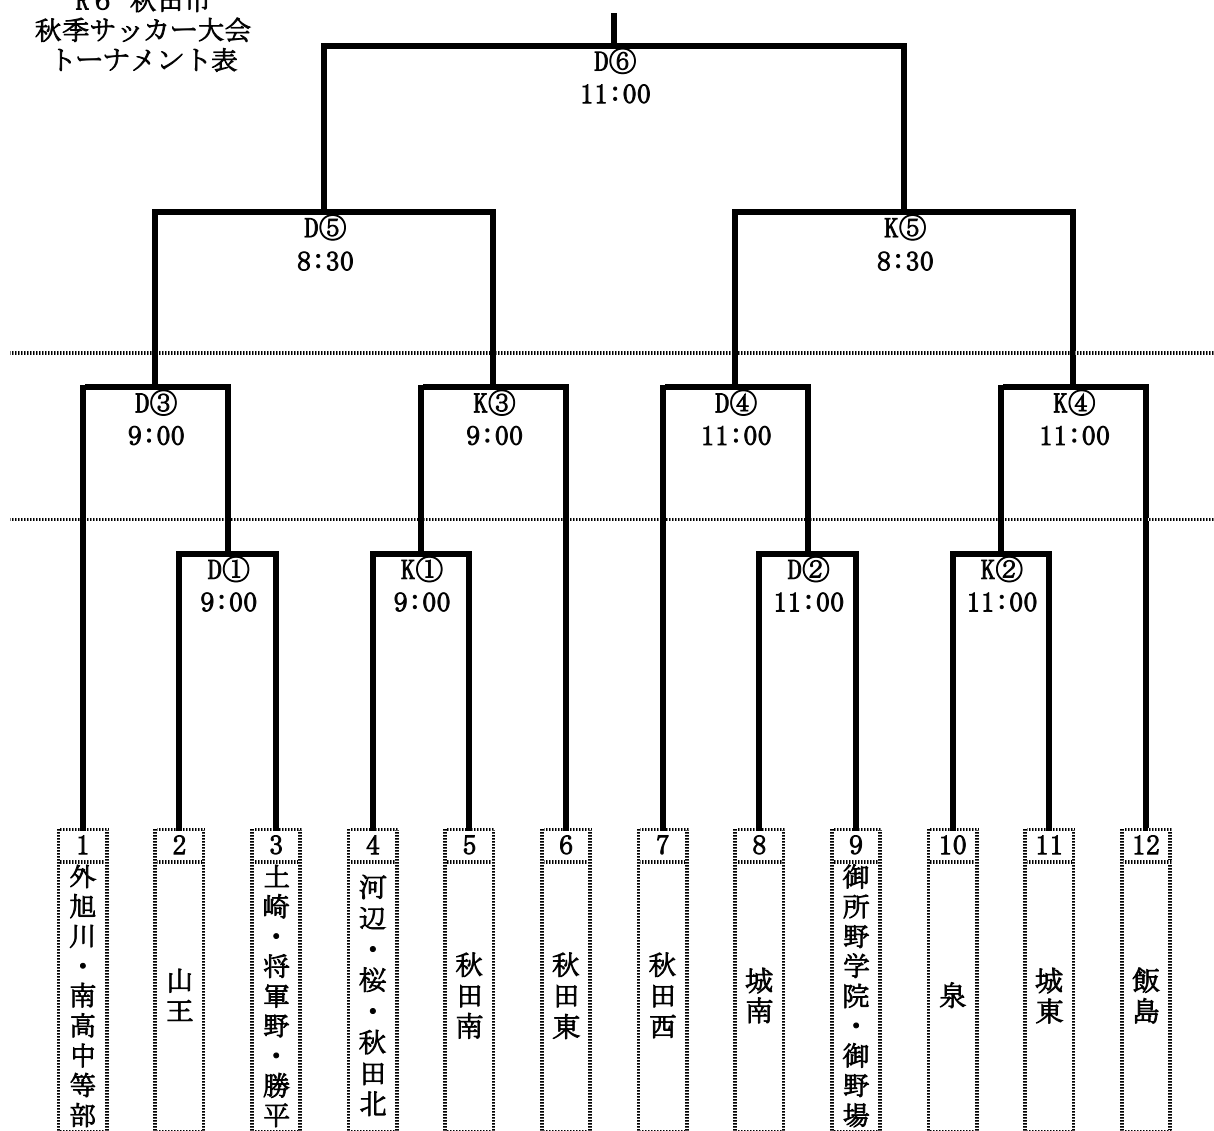 R6 秋田市
秋季サッカー大会
トーナメント表
D⑥
11:00
D⑤
8:30
K⑤
8:30
D③
9:00
K③
9:00
D④
11:00
K④
11:00
D①
9:00
K①
9:00
D②
11:00
K②
11:00
1
2
3
4
5
6
7
8
9
10
11
12
外旭川・南高中等部
山王
土崎・将軍野・勝平
河辺・桜・秋田北
秋田南
秋田東
秋田西
城南
御所野学院・御野場
泉
城東
飯島